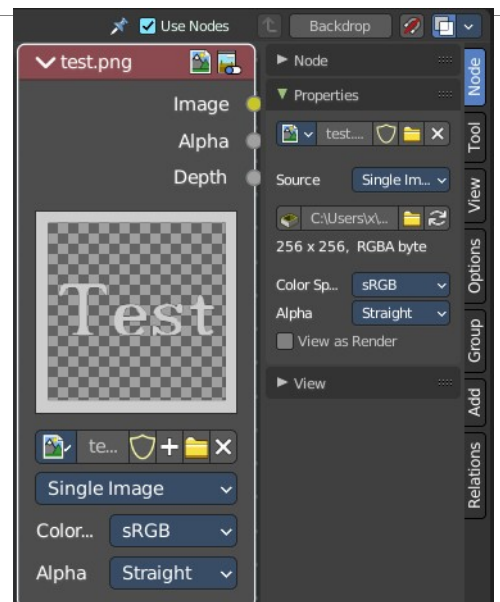 Use Nodes
Backdrop
test.png
Image
Alpha
Depth
Test
te...
Single Image
Color...
sRGB
Alpha
Straight
Node
Properties
test....
Source
Single Im...
C:\Users\x\...
256 x 256, RGBA byte
Color Sp...
sRGB
Alpha
Straight
View as Render
View
Node
Tool
View
Options
Group
Add
Relations